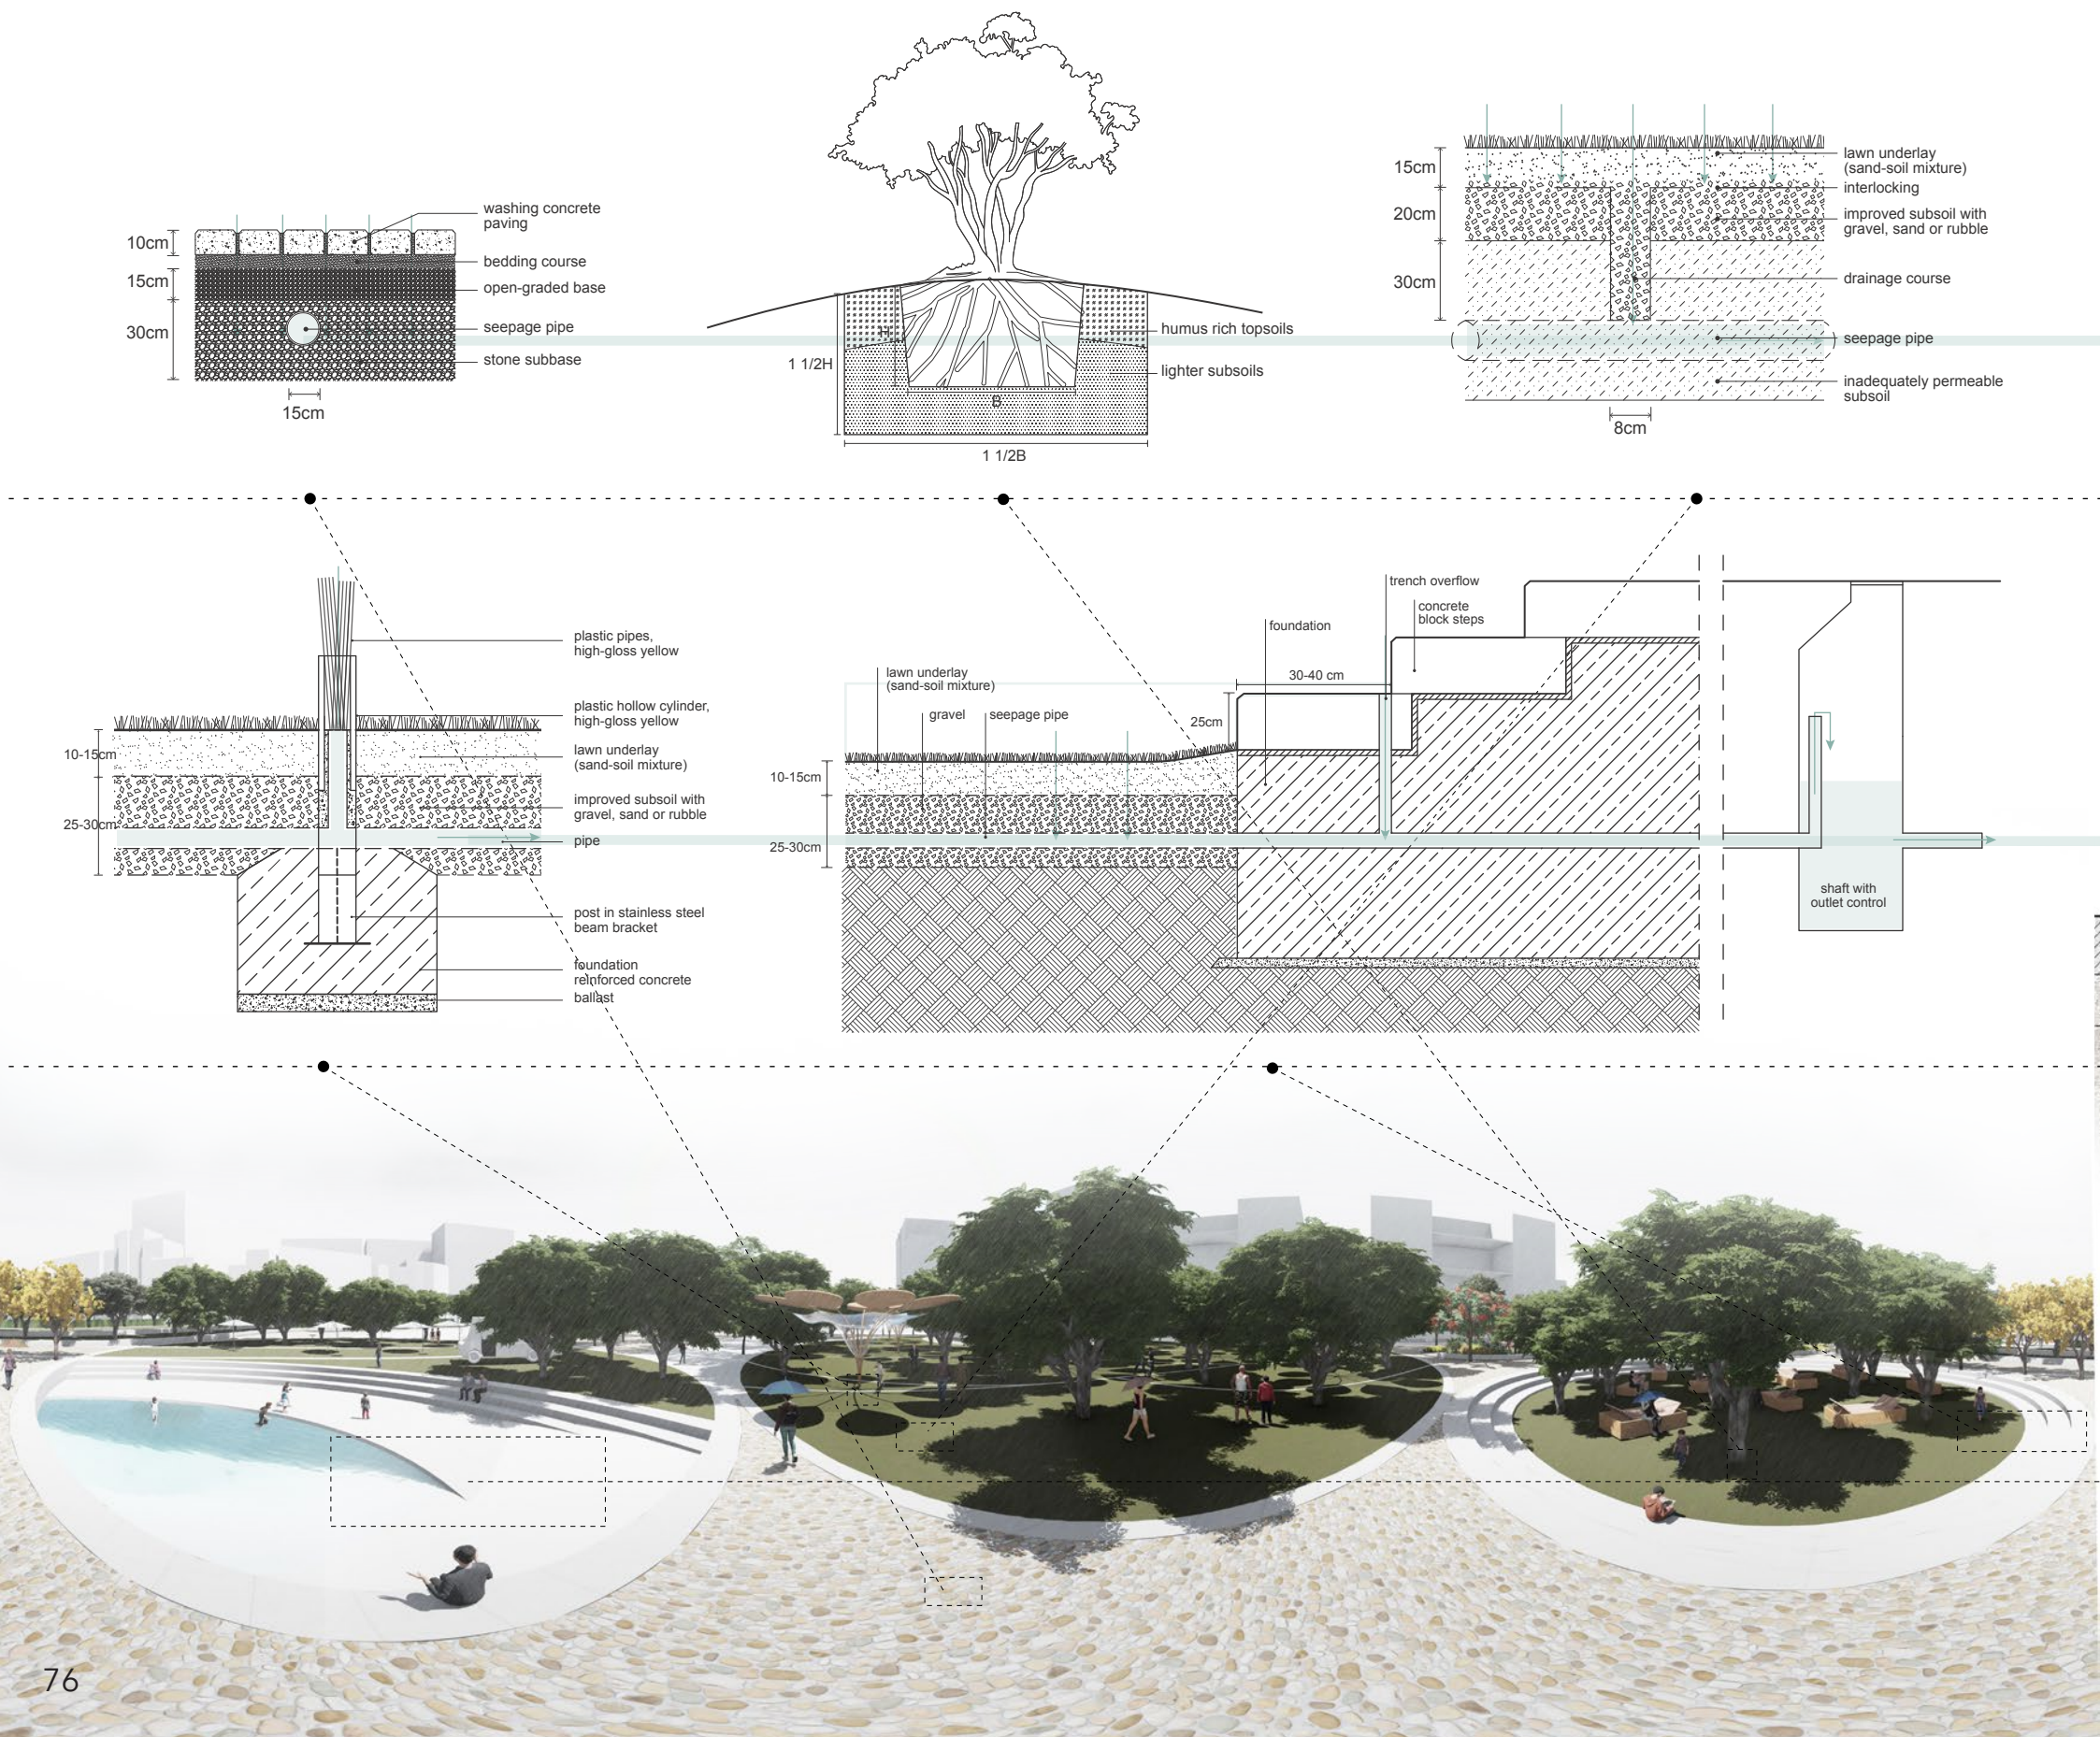 10cm
15cm
30cm
15cm
washing concrete
paving
bedding course
open-graded base
seepage pipe
stone subbase
H
1 1/2H
B
1 1/2B
humus rich topsoils
lighter subsoils
15cm
20cm
30cm
8cm
lawn underlay
(sand-soil mixture)
interlocking
improved subsoil with
gravel, sand or rubble
drainage course
seepage pipe
inadequately permeable
subsoil
10-15cm
25-30cm
plastic pipes,
high-gloss yellow
plastic hollow cylinder,
high-gloss yellow
lawn underlay
(sand-soil mixture)
improved subsoil with
gravel, sand or rubble
pipe
post in stainless steel
beam bracket
foundation
reinforced concrete
ballast
10-15cm
25-30cm
lawn underlay
(sand-soil mixture)
gravel
seepage pipe
25cm
foundation
30-40 cm
trench overflow
concrete
block steps
shaft with
outlet control
76